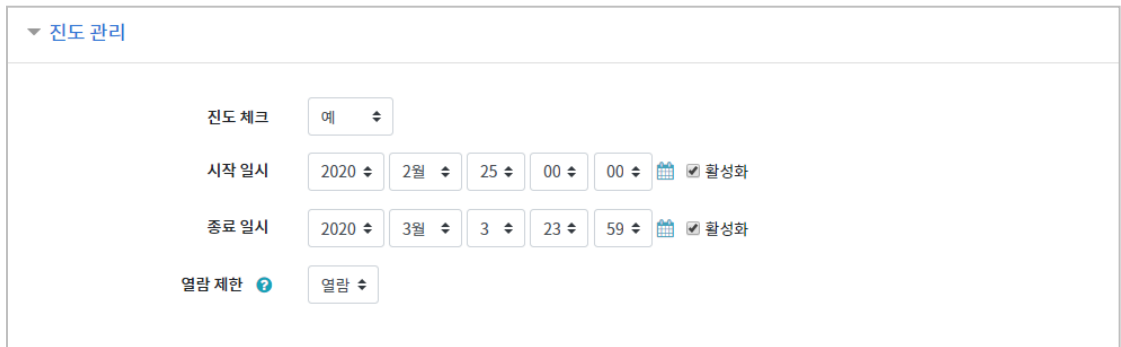 진도 관리
진도 체크 예
시작 일시 2020 2월 25 00 00 활성화
종료 일시 2020 3월 3 23 59 활성화
열람 제한 ? 열람